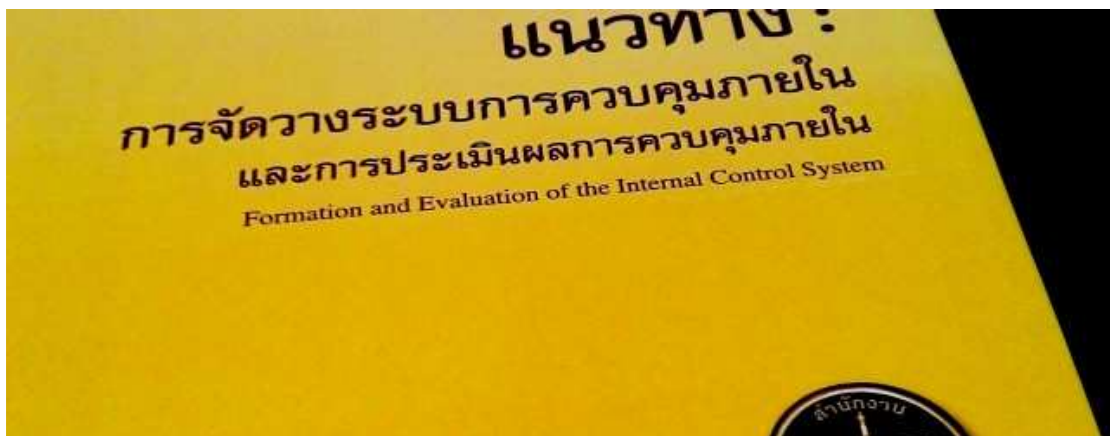 แนวทาง :
การจัดวางระบบการควบคุมภายใน
และการประเมินผลการควบคุมภายใน
Formation and Evaluation of the Internal Control System
สำนักงาน